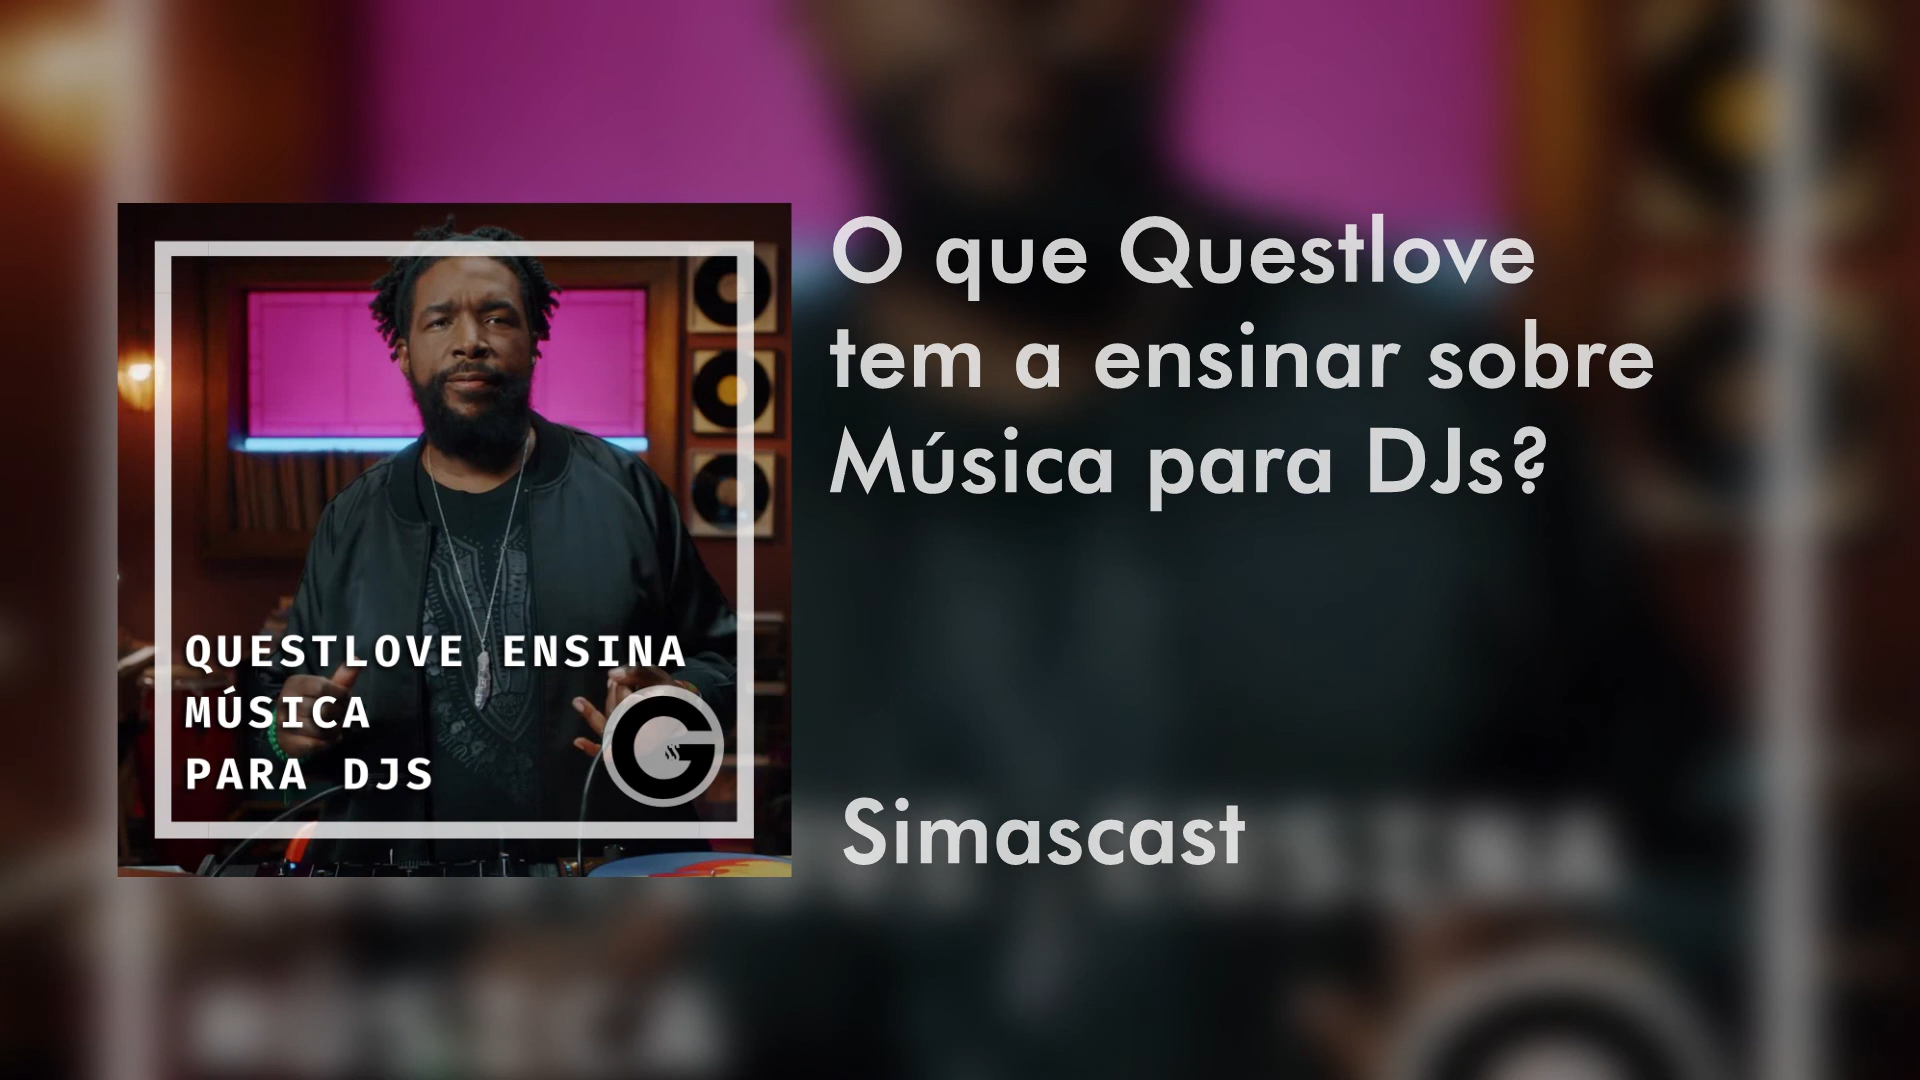 O que Questlove
tem a ensinar sobre
Música para DJs?
QUESTLOVE ENSINA
MÚSICA
PARA DJS
G
Simascast